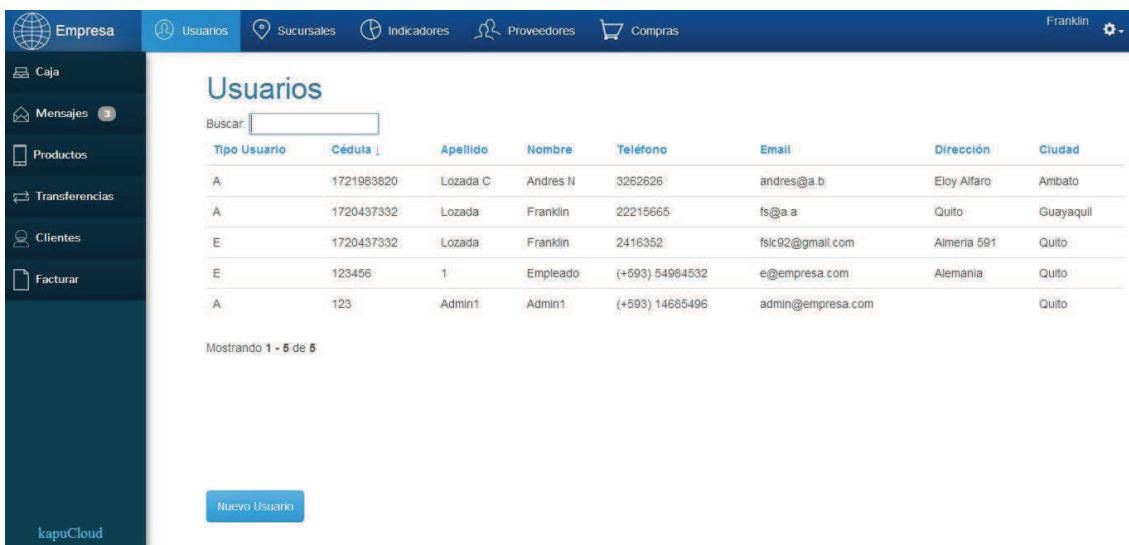 Empresa Usuarios Sucursales Indicadores Proveedores Compras Franklin
Caja
Mensajes 3
Productos
Transferencias
Clientes
Facturar
kapuCloud
Usuarios
Buscar:
Tipo Usuario Cédula ↓ Apellido Nombre Teléfono Email Dirección Ciudad
A 1721983820 Lozada C Andres N 3262626 andres@a.b Eloy Alfaro Ambato
A 1720437332 Lozada Franklin 22215665 fs@a.a Quito Guayaquil
E 1720437332 Lozada Franklin 2416352 fslc92@gmail.com Almeria 591 Quito
E 123456 1 Empleado (+593) 54984532 e@empresa.com Alemania Quito
A 123 Admin1 Admin1 (+593) 14685496 admin@empresa.com Quito
Mostrando 1 - 5 de 5
Nuevo Usuario